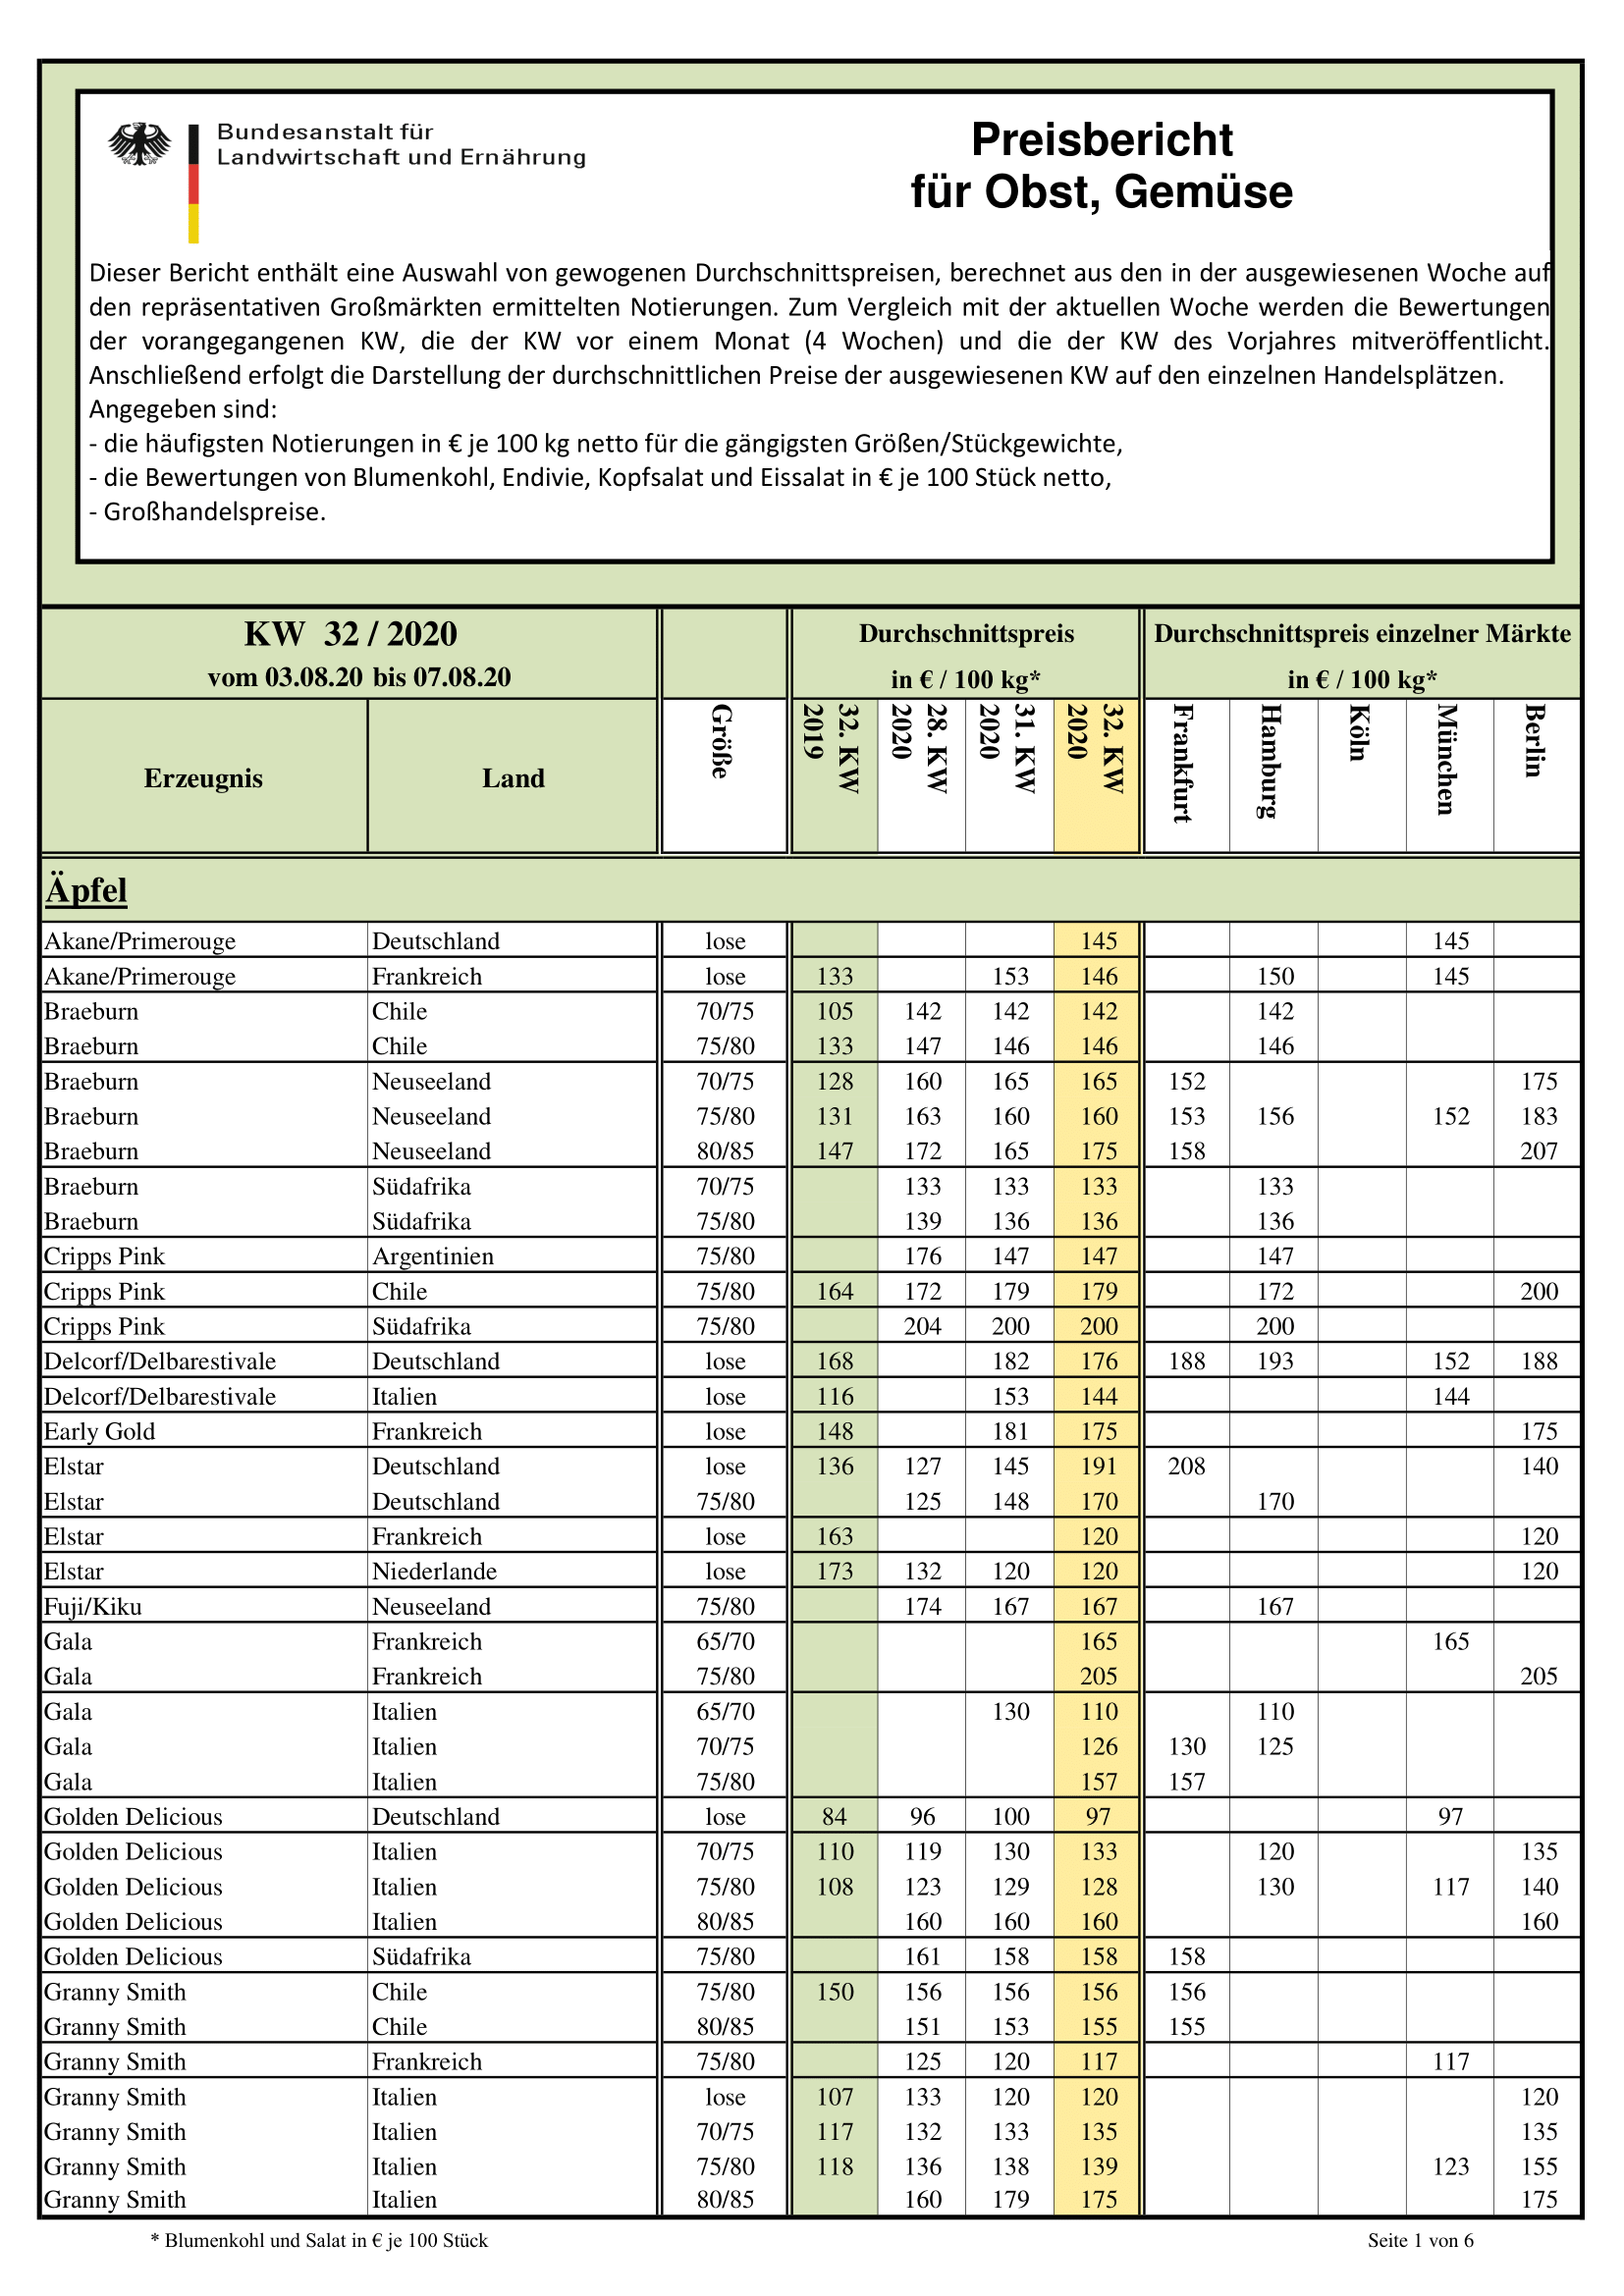 Bundesanstalt für
Landwirtschaft und Ernährung
Preisbericht
für Obst, Gemüse
Dieser Bericht enthält eine Auswahl von gewogenen Durchschnittspreisen, berechnet aus den in der ausgewiesenen Woche auf
den repräsentativen Großmärkten ermittelten Notierungen. Zum Vergleich mit der aktuellen Woche werden die Bewertungen
der vorangegangenen KW, die der KW vor einem Monat (4 Wochen) und die der KW des Vorjahres mitveröffentlicht.
Anschließend erfolgt die Darstellung der durchschnittlichen Preise der ausgewiesenen KW auf den einzelnen Handelsplätzen.
Angegeben sind:
- die häufigsten Notierungen in € je 100 kg netto für die gängigsten Größen/Stückgewichte,
- die Bewertungen von Blumenkohl, Endivie, Kopfsalat und Eissalat in € je 100 Stück netto,
- Großhandelspreise.
KW 32 / 2020 Durchschnittspreis Durchschnittspreis einzelner Märkte
vom 03.08.20 bis 07.08.20 in € / 100 kg* in € / 100 kg*
Erzeugnis Land Größe 32. KW 2019 28. KW 2020 31. KW 2020 32. KW 2020 Frankfurt Hamburg Köln München Berlin
Äpfel
Akane/Primerouge Deutschland lose 145 145
Akane/Primerouge Frankreich lose 133 153 146 150 145
Braeburn Chile 70/75 105 142 142 142 142
Braeburn Chile 75/80 133 147 146 146 146
Braeburn Neuseeland 70/75 128 160 165 165 152 175
Braeburn Neuseeland 75/80 131 163 160 160 153 156 152 183
Braeburn Neuseeland 80/85 147 172 165 175 158 207
Braeburn Südafrika 70/75 133 133 133 133
Braeburn Südafrika 75/80 139 136 136 136
Cripps Pink Argentinien 75/80 176 147 147 147
Cripps Pink Chile 75/80 164 172 179 179 172 200
Cripps Pink Südafrika 75/80 204 200 200 200
Delcorf/Delbarestivale Deutschland lose 168 182 176 188 193 152 188
Delcorf/Delbarestivale Italien lose 116 153 144 144
Early Gold Frankreich lose 148 181 175 175
Elstar Deutschland lose 136 127 145 191 208 140
Elstar Deutschland 75/80 125 148 170 170
Elstar Frankreich lose 163 120 120
Elstar Niederlande lose 173 132 120 120 120
Fuji/Kiku Neuseeland 75/80 174 167 167 167
Gala Frankreich 65/70 165 165
Gala Frankreich 75/80 205 205
Gala Italien 65/70 130 110 110
Gala Italien 70/75 126 130 125
Gala Italien 75/80 157 157
Golden Delicious Deutschland lose 84 96 100 97 97
Golden Delicious Italien 70/75 110 119 130 133 120 135
Golden Delicious Italien 75/80 108 123 129 128 130 117 140
Golden Delicious Italien 80/85 160 160 160 160
Golden Delicious Südafrika 75/80 161 158 158 158
Granny Smith Chile 75/80 150 156 156 156 156
Granny Smith Chile 80/85 151 153 155 155
Granny Smith Frankreich 75/80 125 120 117 117
Granny Smith Italien lose 107 133 120 120 120
Granny Smith Italien 70/75 117 132 133 135 135
Granny Smith Italien 75/80 118 136 138 139 123 155
Granny Smith Italien 80/85 160 179 175 175
* Blumenkohl und Salat in € je 100 Stück Seite 1 von 6